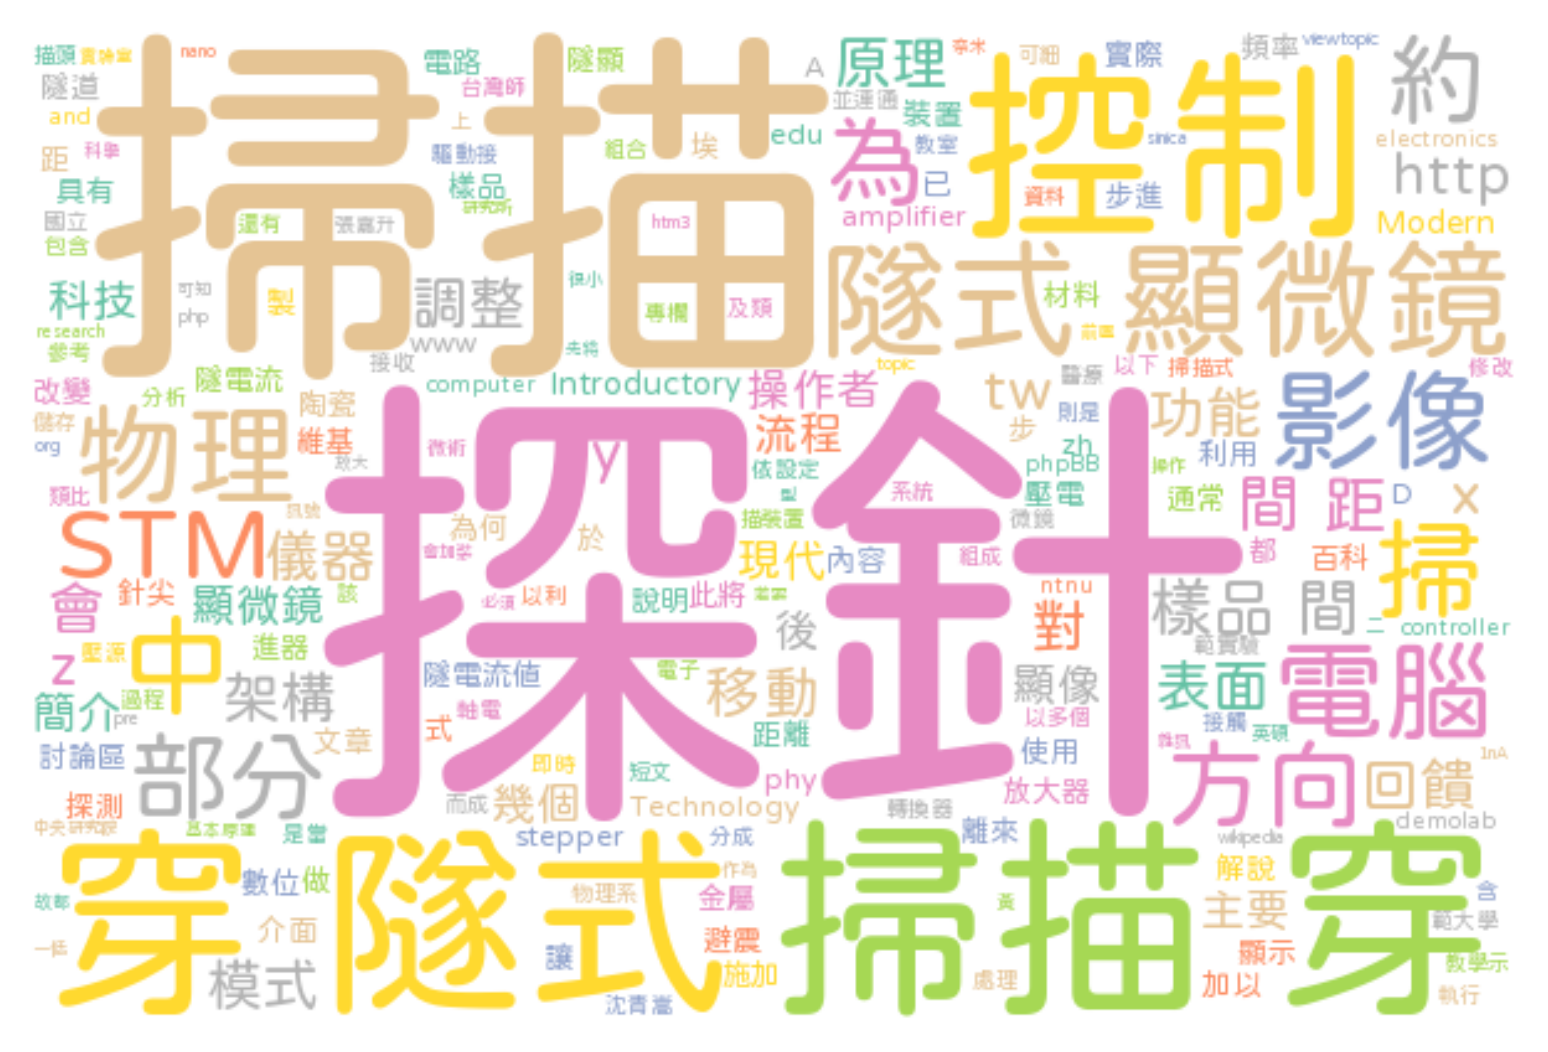 描頭 實驗室 nano
掃描
電路
隧顯
A
原理
奈米
可細
實際
頻率
viewtopic
約
隧道
台灣師
並運通
裝置
控制
and
上
組合
埃
edu
為
教室
sinica
electronics
距
科學
驅動接
http
具有
樣品
研究所
已
資料
步進
國立
還有
張嘉升
htm3
amplifier
Modern
包含
隧式
顯微鏡
科技
可知
php
製
調整
很小
專欄
及類
材料
research
參考
www
先將
接收
topic
以下
掃描式
修改
改變
分析
隧電流
computer
Introductory
操作者
tw
醫療
影像
儲存
物理
陶瓷
探針
流程
步
則是
功能
org
維基
微術
y
zh
利用
放大
依設定
phpBB
操作
類比
訊號
型
系統
壓電
通常
間 距
D
x
STM
儀器
為何
於
描裝置
微鏡
會加裝
現代
內容
組成
都
百科
掃
會
針尖
顯微鏡
該
必須
以利
說明
此將
ntnu
樣品 間
z
壓源
中
進器
後
對
範實驗
二
controller
隧電流值
電子
移動
顯像
表面
電腦
簡介
過程
pre
架構
式
軸電
距離
以多個
接觸
英碩
討論區
部分
文章
即時
短文
使用
雜訊
方向
1nA
探測
而成
幾個
Technology
phy
放大器
回饋
轉換器
demolab
中央研究院
基本原理
是當
stepper
分成
離來
wikipedia
穿
隧式
掃描
穿
數位
做
作為
解說
物理系
金屬
含
故都
黃
主要
範大學
一低
介面
讓
避震
顯示
教學示
模式
施加
處理
加以
執行
沈青嵩